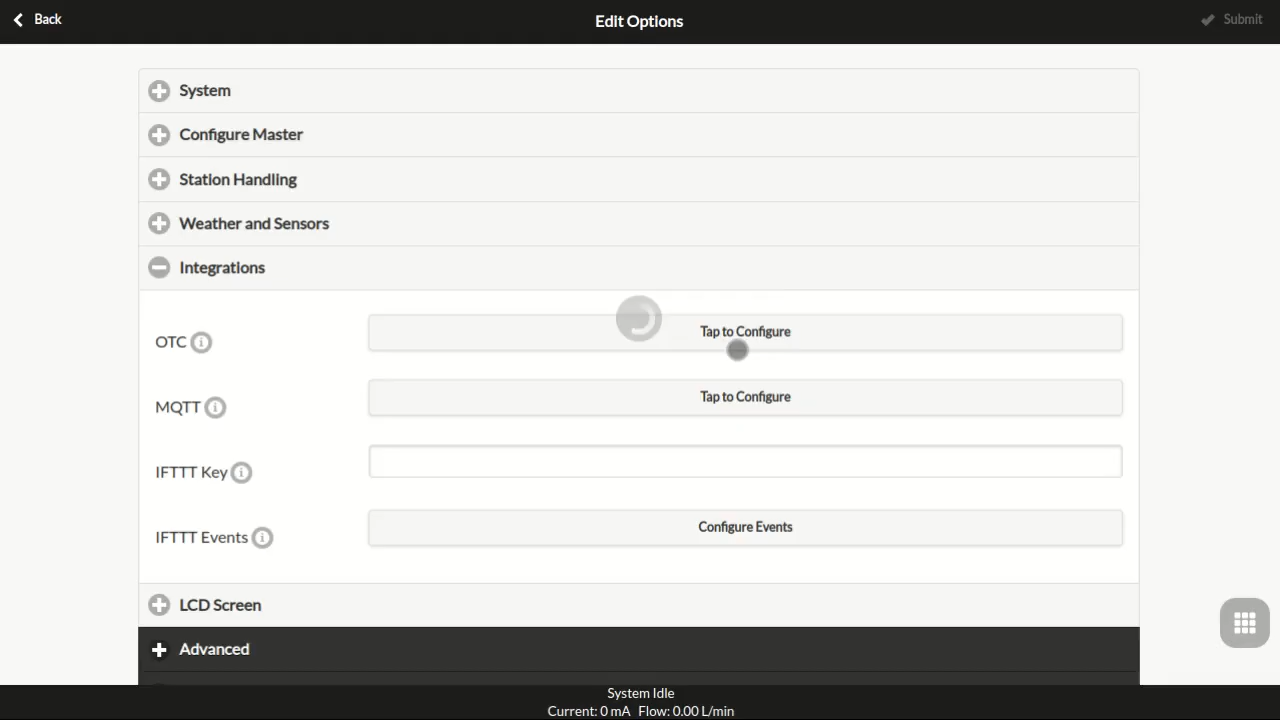 Back
Edit Options
Submit
System
Configure Master
Station Handling
Weather and Sensors
Integrations
OTC
Tap to Configure
MQTT
Tap to Configure
IFTTT Key
IFTTT Events
Configure Events
LCD Screen
Advanced
System Idle
Current: 0 mA Flow: 0.00 L/min